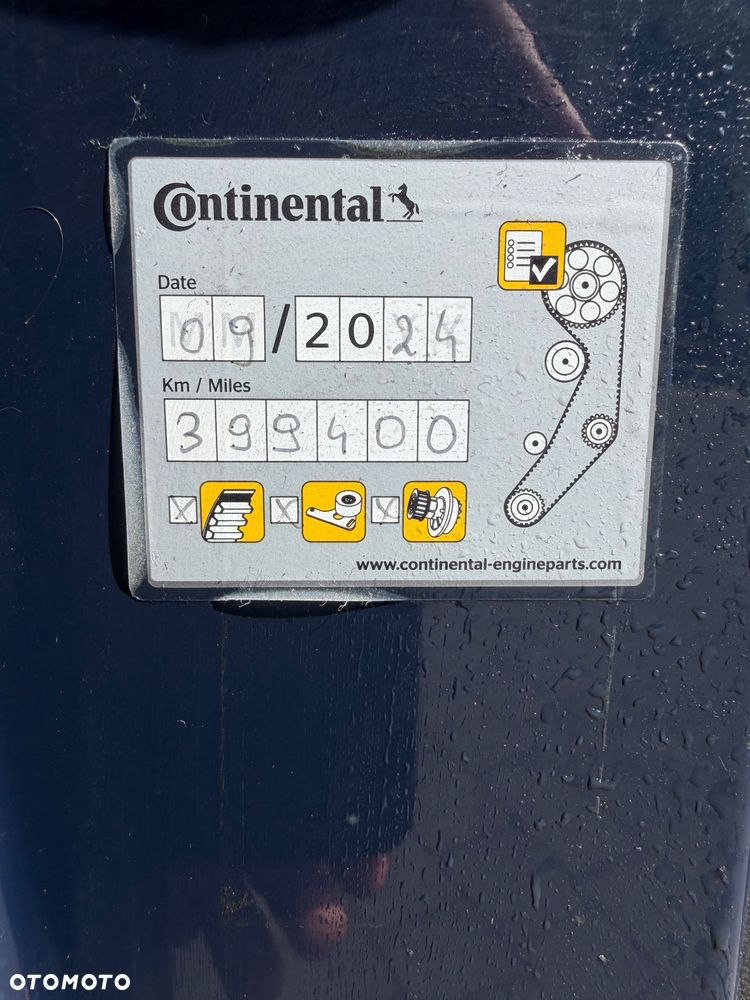 Continental
Date
09/2024
Km / Miles
399400
X X X
www.continental-engineparts.com
OTOMOTO